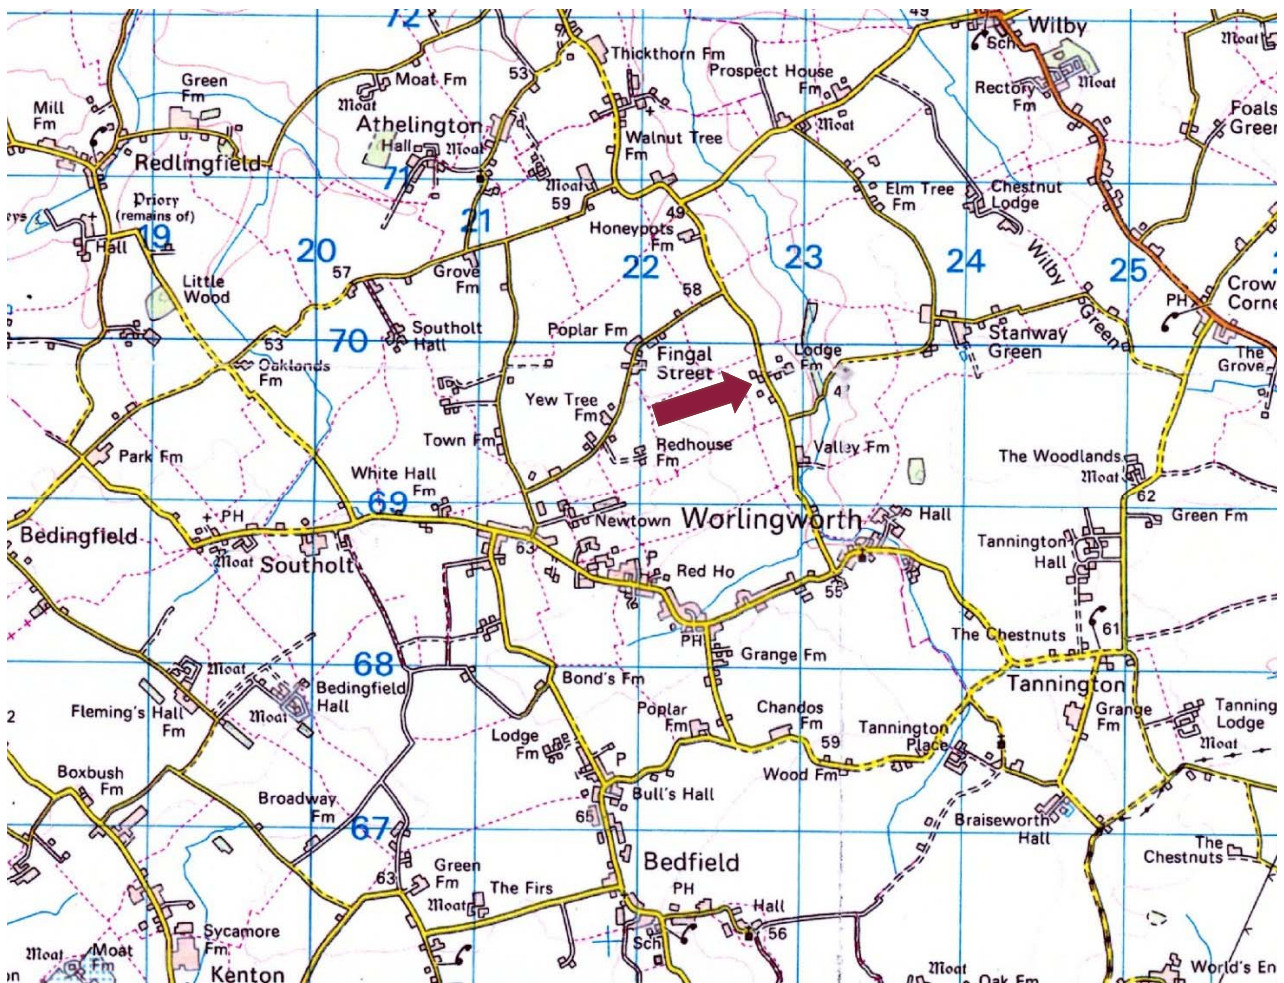 72
49
Wilby
Sch
Moat
Thickthorn Fm
Prospect House
Fm
Green
Fm
Moat Fm
Moat
53
Rectory
Fm
Moat
Mill
Fm
Foals
Green
Athelington
Hall
Moat
Moat
Walnut Tree
Fm
Redlingfield
71
Moat
59
Elm Tree
Fm
Chestnut
Lodge
Priory
(remains of)
Hall
19
20
21
49
Honeypots
Fm
22
23
24
25
Wilby
Green
57
Grove
Fm
Little
Wood
58
PH
Crow
Corne
Southolt
Hall
70
53
Poplar Fm
Stanway
Green
Oaklands
Fm
Fingal
Street
Lodge
Fm
The
Grove
Yew Tree
Fm
4
Town Fm
Redhouse
Fm
Valley Fm
Park Fm
The Woodlands
Moat
White Hall
Fm
62
69
PH
Newtown
Worlingworth
Hall
Green Fm
Bedingfield
Moat
Southolt
63
Tannington
Hall
P
Red Ho
55
61
PH
The Chestnuts
68
Grange Fm
Moat
Bedingfield
Hall
Bond's Fm
Tannington
2
Fleming's Hall
Fm
Moat
Poplar
Fm
Chandos
Fm
Tannington
Place
Grange
Fm
Tanning
Lodge
Moat
Lodge
Fm
P
59
Wood Fm
Boxbush
Fm
Bull's Hall
Broadway
Fm
65
Braiseworth
Hall
67
The
Chestnuts
Bedfield
Green
Fm
63
The Firs
PH
Hall
Moat
Sycamore
Fm
Sch
56
Moat
Moat
Fm
Kenton
Moat
Oak Fm
World's En